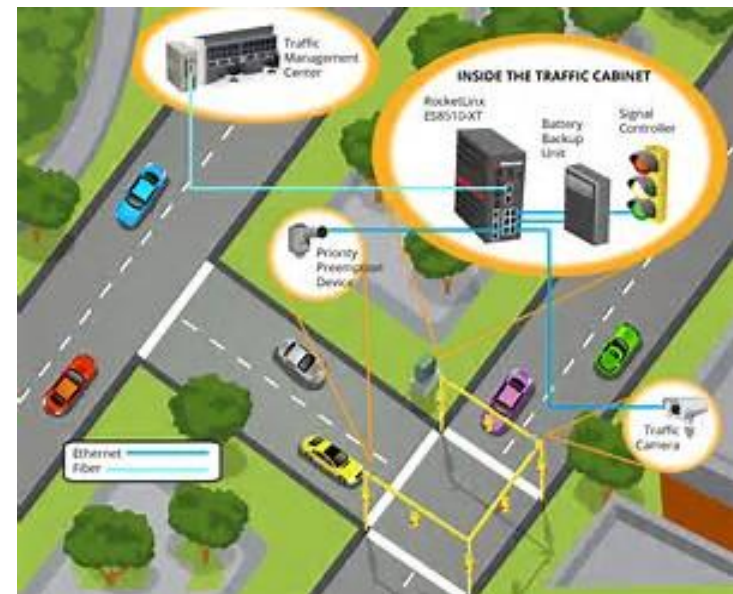 Traffic
Management
Center
INSIDE THE TRAFFIC CABINET
RocketLinx
ES8510-XT
Battery
Backup
Unit
Signal
Controller
Priority
Preemption
Device
Traffic
Camera
Ethernet
Fiber